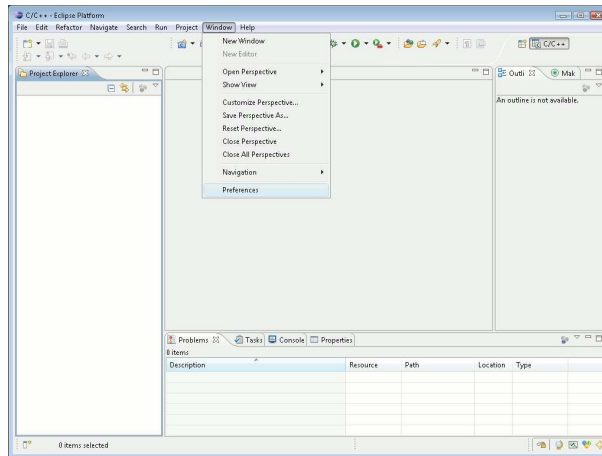 C/C++ - Eclipse Platform
File Edit Refactor Navigate Search Run Project Window Help
C/C++
New Window
New Editor
Open Perspective
Show View
Customize Perspective...
Save Perspective As...
Reset Perspective...
Close Perspective
Close All Perspectives
Navigation
Preferences
Project Explorer
Outli
Mak
An outline is not available.
Problems Tasks Console Properties
0 items
Description Resource Path Location Type
0 items selected